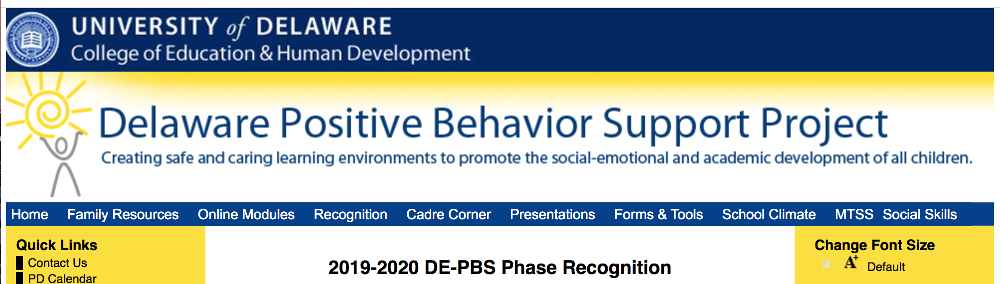 UNIVERSITY of DELAWARE
College of Education & Human Development
Delaware Positive Behavior Support Project
Creating safe and caring learning environments to promote the social-emotional and academic development of all children.
Home Family Resources Online Modules Recognition Cadre Corner Presentations Forms & Tools School Climate MTSS Social Skills
Quick Links
Contact Us
PD Calendar
2019-2020 DE-PBS Phase Recognition
Change Font Size
a- A+ Default